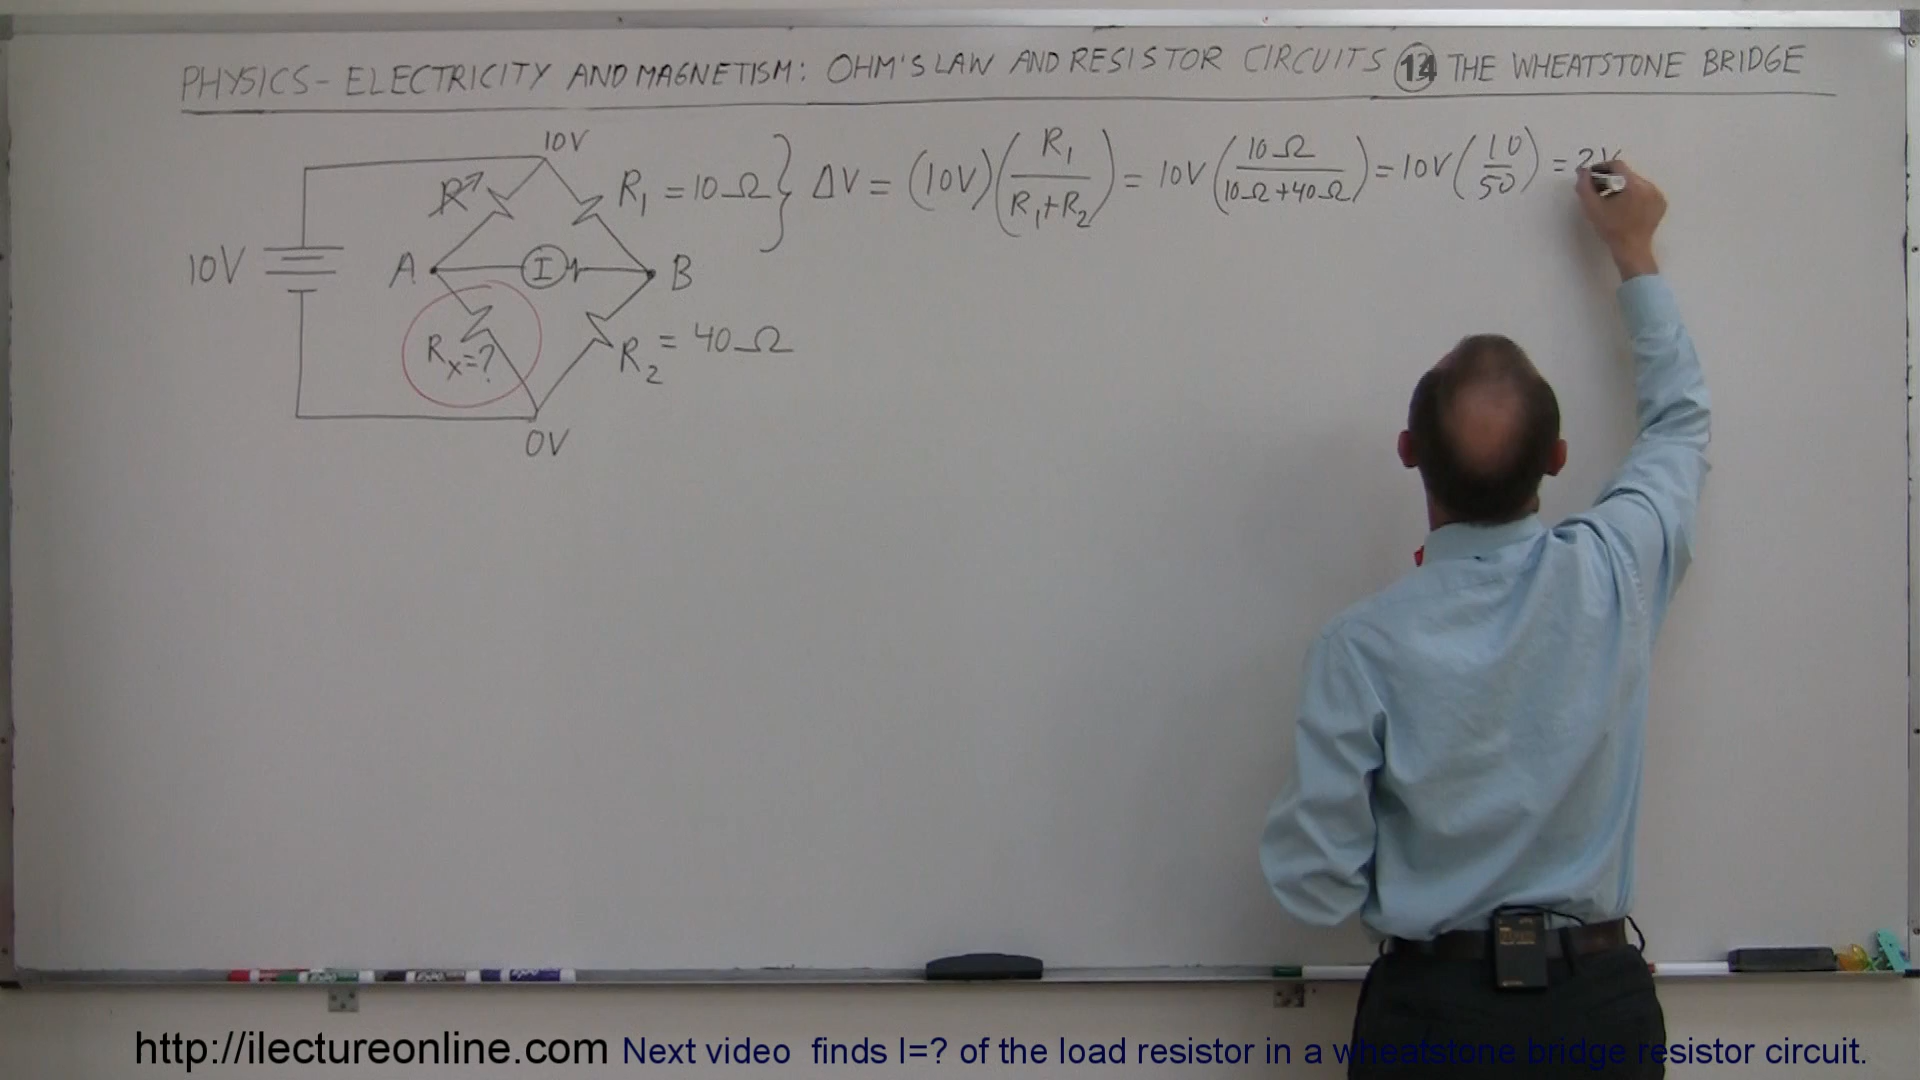 PHYSICS - ELECTRICITY AND MAGNETISM: OHM'S LAW AND RESISTOR CIRCUITS 14 THE WHEATSTONE BRIDGE
10V
R R₁ = 10Ω } ΔV = (10V)(R₁/(R₁+R₂)) = 10V(10Ω/(10Ω+40Ω)) = 10V(10/50) = 2V
10V A I B
Rx=? R₂ = 40Ω
0V
http://ilectureonline.com Next video finds I=? of the load resistor in a wheatstone bridge resistor circuit.